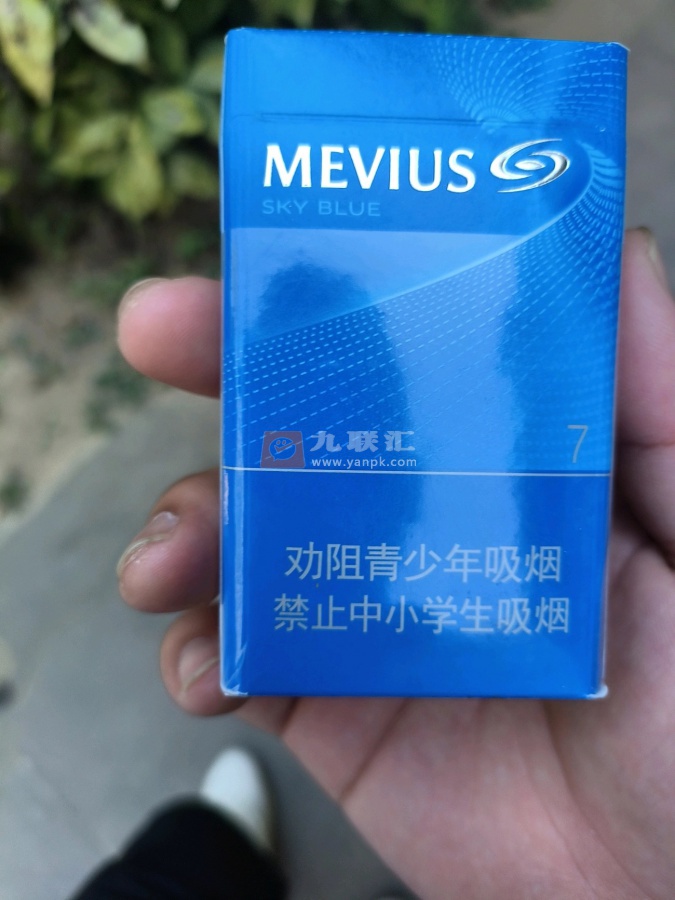 MEVIUS
SKY BLUE
九联汇
www.yanpk.com
7
劝阻青少年吸烟
禁止中小学生吸烟